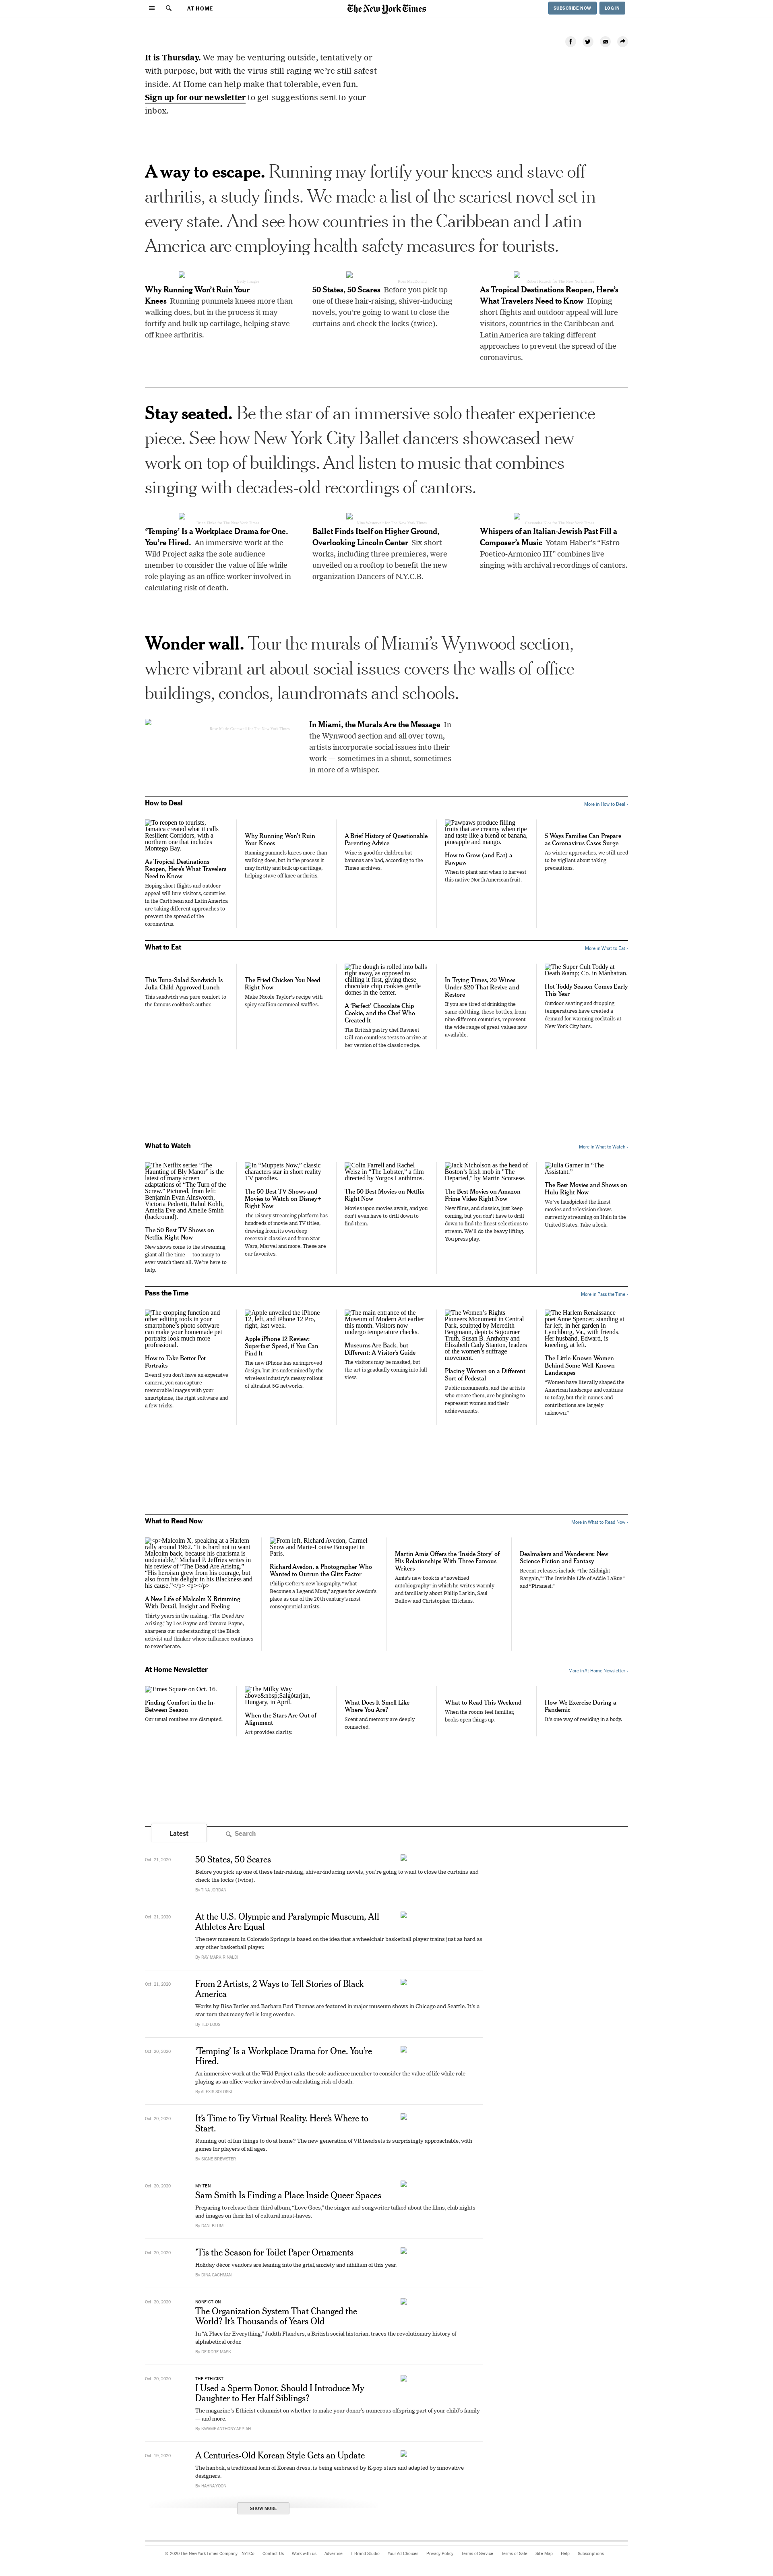 AT HOME
The New York Times
SUBSCRIBE NOW
LOG IN
It is Thursday. We may be venturing outside, tentatively or
with purpose, but with the virus still raging we're still safest
inside. At Home can help make that tolerable, even fun.
Sign up for our newsletter to get suggestions sent to your
inbox.
A way to escape. Running may fortify your knees and stave off
arthritis, a study finds. We made a list of the scariest novel set in
every state. And see how countries in the Caribbean and Latin
America are employing health safety measures for tourists.
Why Running Won't Ruin Your
Knees Running pummels knees more than
walking does, but in the process it may
fortify and bulk up cartilage, helping stave
off knee arthritis.
50 States, 50 Scares Before you pick up
one of these hair-raising, shiver-inducing
novels, you're going to want to close the
curtains and check the locks (twice).
As Tropical Destinations Reopen, Here's
What Travelers Need to Know Hoping
short flights and outdoor appeal will lure
visitors, countries in the Caribbean and
Latin America are taking different
approaches to prevent the spread of the
coronavirus.
Stay seated. Be the star of an immersive solo theater experience
piece. See how New York City Ballet dancers showcased new
work on top of buildings. And listen to music that combines
singing with decades-old recordings of cantors.
'Temping' Is a Workplace Drama for One.
You're Hired. An immersive work at the
Wild Project asks the sole audience
member to consider the value of life while
role playing as an office worker involved in
calculating risk of death.
Ballet Finds Itself on Higher Ground,
Overlooking Lincoln Center Six short
works, including three premieres, were
unveiled on a rooftop to benefit the new
organization Dancers of N.Y.C.B.
Whispers of an Italian-Jewish Past Fill a
Composer's Music Yotam Haber's "Estro
Poetico-Armonico III" combines live
singing with archival recordings of cantors.
Wonder wall. Tour the murals of Miami's Wynwood section,
where vibrant art about social issues covers the walls of office
buildings, condos, laundromats and schools.
In Miami, the Murals Are the Message In
the Wynwood section and all over town,
artists incorporate social issues into their
work — sometimes in a shout, sometimes
in more of a whisper.
How to Deal
More in How to Deal ›
To reopen to tourists,
Jamaica created what it calls
Resilient Corridors, with a
northern one that includes
Montego Bay.
As Tropical Destinations
Reopen, Here's What Travelers
Need to Know
Hoping short flights and outdoor
appeal will lure visitors, countries
in the Caribbean and Latin America
are taking different approaches to
prevent the spread of the
coronavirus.
Why Running Won't Ruin
Your Knees
Running pummels knees more than
walking does, but in the process it
may fortify and bulk up cartilage,
helping stave off knee arthritis.
A Brief History of Questionable
Parenting Advice
Wine is good for children but
bananas are bad, according to the
Times archives.
Pawpaws produce filling
fruits that are creamy when ripe
and taste like a blend of banana,
pineapple and mango.
How to Grow (and Eat) a
Pawpaw
When to plant and when to harvest
this native North American fruit.
5 Ways Families Can Prepare
as Coronavirus Cases Surge
As winter approaches, we still need
to be vigilant about taking
precautions.
What to Eat
More in What to Eat ›
This Tuna-Salad Sandwich Is
Julia Child-Approved Lunch
This sandwich was pure comfort to
the famous cookbook author.
The Fried Chicken You Need
Right Now
Make Nicole Taylor's recipe with
spicy scallion cornmeal waffles.
The dough is rolled into balls
right away, as opposed to
chilling it first, giving these
chocolate chip cookies gentle
domes in the center.
A 'Perfect' Chocolate Chip
Cookie, and the Chef Who
Created It
The British pastry chef Ravneet
Gill ran countless tests to arrive at
her version of the classic recipe.
In Trying Times, 20 Wines
Under $20 That Revive and
Restore
If you are tired of drinking the
same old thing, these bottles, from
nine different countries, represent
the wide range of great values now
available.
The Super Cult Toddy at
Death &amp; Co. in Manhattan.
Hot Toddy Season Comes Early
This Year
Outdoor seating and dropping
temperatures have created a
demand for warming cocktails at
New York City bars.
What to Watch
More in What to Watch ›
The Netflix series "The
Haunting of Bly Manor" is the
latest of many screen
adaptations of "The Turn of the
Screw." Pictured, from left:
Benjamin Evan Ainsworth,
Victoria Pedretti, Rahul Kohli,
Amelia Eve and Amelie Smith
(background).
The 50 Best TV Shows on
Netflix Right Now
New shows come to the streaming
giant all the time — too many to
ever watch them all. We're here to
help.
In "Muppets Now," classic
characters star in short reality
TV parodies.
The 50 Best TV Shows and
Movies to Watch on Disney+
Right Now
The Disney streaming platform has
hundreds of movie and TV titles,
drawing from its own deep
reservoir classics and from Star
Wars, Marvel and more. These are
our favorites.
Colin Farrell and Rachel
Weisz in "The Lobster," a film
directed by Yorgos Lanthimos.
The 50 Best Movies on Netflix
Right Now
Movies upon movies await, and you
don't even have to drill down to
find them.
Jack Nicholson as the head of
Boston's Irish mob in "The
Departed," by Martin Scorsese.
The Best Movies on Amazon
Prime Video Right Now
New films, and classics, just keep
coming, but you don't have to drill
down to find the finest selections to
stream. We'll do the heavy lifting.
You press play.
Julia Garner in "The
Assistant."
The Best Movies and Shows on
Hulu Right Now
We've handpicked the finest
movies and television shows
currently streaming on Hulu in the
United States. Take a look.
Pass the Time
More in Pass the Time ›
The cropping function and
other editing tools in your
smartphone's photo software
can make your homemade pet
portraits look much more
professional.
How to Take Better Pet
Portraits
Even if you don't have an expensive
camera, you can capture
memorable images with your
smartphone, the right software and
a few tricks.
Apple unveiled the iPhone
12, left, and iPhone 12 Pro,
right, last week.
Apple iPhone 12 Review:
Superfast Speed, if You Can
Find It
The new iPhone has an improved
design, but it's undermined by the
wireless industry's messy rollout
of ultrafast 5G networks.
The main entrance of the
Museum of Modern Art earlier
this month. Visitors now
undergo temperature checks.
Museums Are Back, but
Different: A Visitor's Guide
The visitors may be masked, but
the art is gradually coming into full
view.
The Women's Rights
Pioneers Monument in Central
Park, sculpted by Meredith
Bergmann, depicts Sojourner
Truth, Susan B. Anthony and
Elizabeth Cady Stanton, leaders
of the women's suffrage
movement.
Placing Women on a Different
Sort of Pedestal
Public monuments, and the artists
who create them, are beginning to
represent women and their
achievements.
The Harlem Renaissance
poet Anne Spencer, standing at
far left, in her garden in
Lynchburg, Va., with friends.
Her husband, Edward, is
kneeling, at left.
The Little-Known Women
Behind Some Well-Known
Landscapes
"Women have literally shaped the
American landscape and continue
to today, but their names and
contributions are largely
unknown."
What to Read Now
More in What to Read Now ›
<p>Malcolm X, speaking at a Harlem
rally around 1962. "It is hard not to want
Malcolm back, because his charisma is
undeniable," Michael P. Jeffries writes in
his review of "The Dead Are Arising."
"His heroism grew from his courage, but
also from his delight in his Blackness and
his cause."</p> <p></p>
A New Life of Malcolm X Brimming
With Detail, Insight and Feeling
Thirty years in the making, "The Dead Are
Arising," by Les Payne and Tamara Payne,
sharpens our understanding of the Black
activist and thinker whose influence continues
to reverberate.
From left, Richard Avedon, Carmel
Snow and Marie-Louise Bousquet in
Paris.
Richard Avedon, a Photographer Who
Wanted to Outrun the Glitz Factor
Philip Gefter's new biography, "What
Becomes a Legend Most," argues for Avedon's
place as one of the 20th century's most
consequential artists.
Martin Amis Offers the 'Inside Story' of
His Relationships With Three Famous
Writers
Amis's new book is a "novelized
autobiography" in which he writes warmly
and familiarly about Philip Larkin, Saul
Bellow and Christopher Hitchens.
Dealmakers and Wanderers: New
Science Fiction and Fantasy
Recent releases include "The Midnight
Bargain," "The Invisible Life of Addie LaRue"
and "Piranesi."
At Home Newsletter
More in At Home Newsletter ›
Times Square on Oct. 16.
Finding Comfort in the In-
Between Season
Our usual routines are disrupted.
The Milky Way
above&nbsp;Salgótarján,
Hungary, in April.
When the Stars Are Out of
Alignment
Art provides clarity.
What Does It Smell Like
Where You Are?
Scent and memory are deeply
connected.
What to Read This Weekend
When the rooms feel familiar,
books open things up.
How We Exercise During a
Pandemic
It's one way of residing in a body.
Latest
Search
Oct. 21, 2020
50 States, 50 Scares
Before you pick up one of these hair-raising, shiver-inducing novels, you're going to want to close the curtains and
check the locks (twice).
By TINA JORDAN
Oct. 21, 2020
At the U.S. Olympic and Paralympic Museum, All
Athletes Are Equal
The new museum in Colorado Springs is based on the idea that a wheelchair basketball player trains just as hard as
any other basketball player.
By RAY MARK RINALDI
Oct. 21, 2020
From 2 Artists, 2 Ways to Tell Stories of Black
America
Works by Bisa Butler and Barbara Earl Thomas are featured in major museum shows in Chicago and Seattle. It's a
star turn that many feel is long overdue.
By TED LOOS
Oct. 20, 2020
'Temping' Is a Workplace Drama for One. You're
Hired.
An immersive work at the Wild Project asks the sole audience member to consider the value of life while role
playing as an office worker involved in calculating risk of death.
By ALEXIS SOLOSKI
Oct. 20, 2020
It's Time to Try Virtual Reality. Here's Where to
Start.
Running out of fun things to do at home? The new generation of VR headsets is surprisingly approachable, with
games for players of all ages.
By SIGNE BREWSTER
Oct. 20, 2020
MY TEN
Sam Smith Is Finding a Place Inside Queer Spaces
Preparing to release their third album, "Love Goes," the singer and songwriter talked about the films, club nights
and images on their list of cultural must-haves.
By DANI BLUM
Oct. 20, 2020
'Tis the Season for Toilet Paper Ornaments
Holiday décor vendors are leaning into the grief, anxiety and nihilism of this year.
By DINA GACHMAN
Oct. 20, 2020
NONFICTION
The Organization System That Changed the
World? It's Thousands of Years Old
In "A Place for Everything," Judith Flanders, a British social historian, traces the revolutionary history of
alphabetical order.
By DEIRDRE MASK
Oct. 20, 2020
THE ETHICIST
I Used a Sperm Donor. Should I Introduce My
Daughter to Her Half Siblings?
The magazine's Ethicist columnist on whether to make your donor's numerous offspring part of your child's family
— and more.
By KWAME ANTHONY APPIAH
Oct. 19, 2020
A Centuries-Old Korean Style Gets an Update
The hanbok, a traditional form of Korean dress, is being embraced by K-pop stars and adapted by innovative
designers.
By HAHNA YOON
SHOW MORE
© 2020 The New York Times Company
NYTCo
Contact Us
Work with us
Advertise
T Brand Studio
Your Ad Choices
Privacy Policy
Terms of Service
Terms of Sale
Site Map
Help
Subscriptions